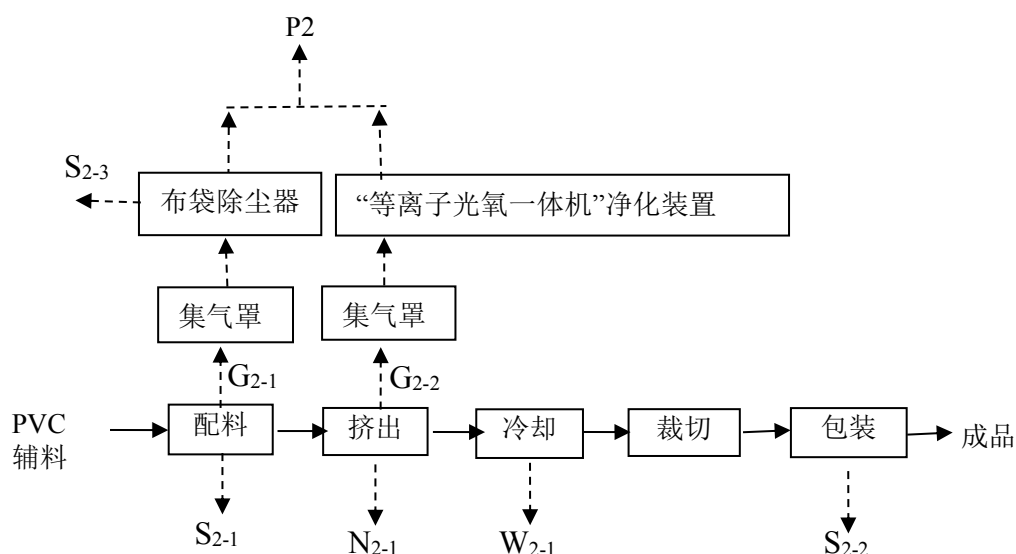 P2
S2-3
布袋除尘器
“等离子光氧一体机”净化装置
集气罩
集气罩
G2-1
G2-2
PVC
辅料
配料
挤出
冷却
裁切
包装
成品
S2-1
N2-1
W2-1
S2-2